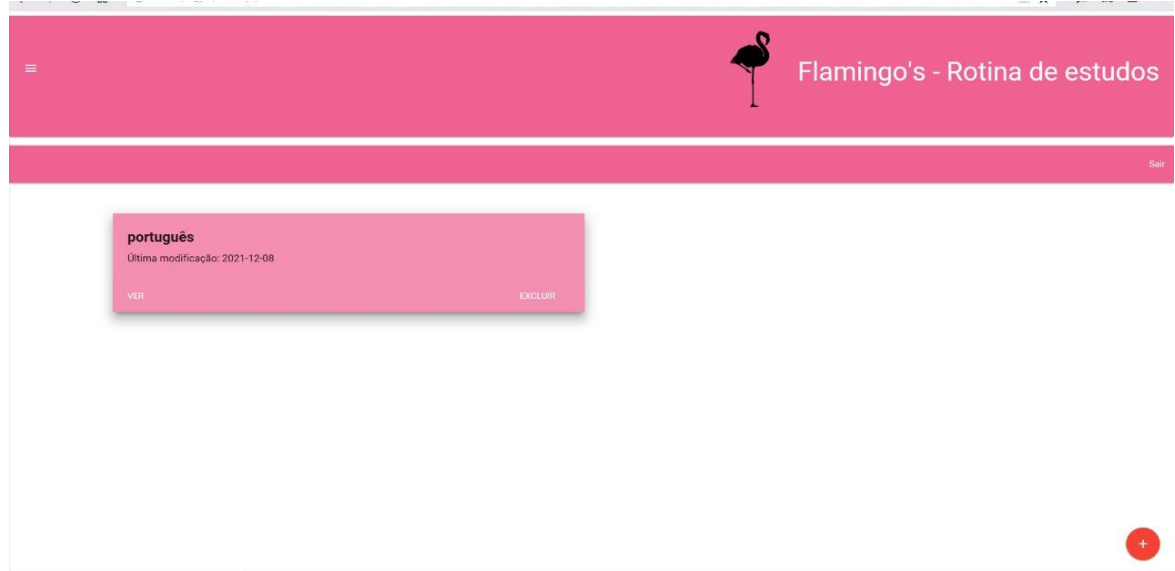 Flamingo's - Rotina de estudos
Sair
português
Última modificação: 2021-12-08
VER
EXCLUIR
+